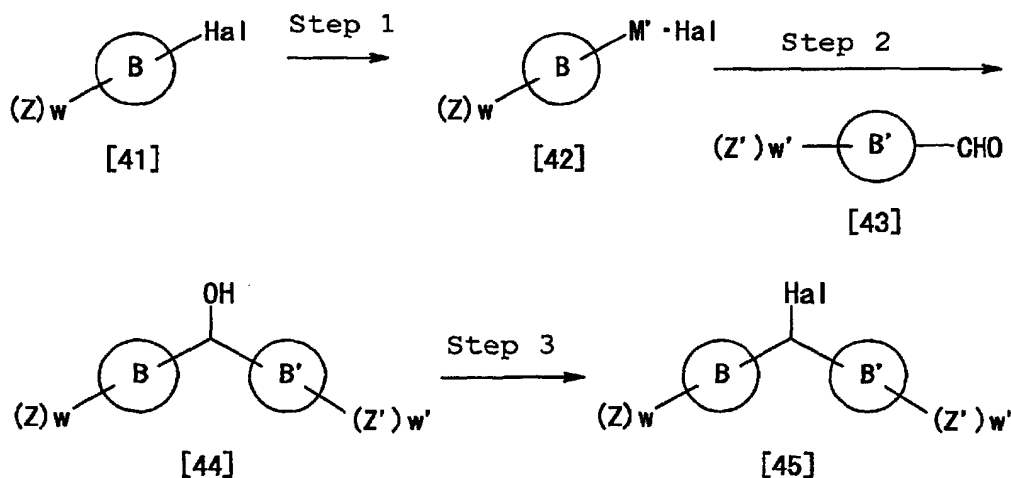 Hal
Step 1
M'·Hal
Step 2
B
B
(Z)w
(Z)w
(Z')w'
B'
CHO
[41]
[42]
[43]
OH
Hal
Step 3
B
B'
B
B'
(Z)w
(Z')w'
(Z)w
(Z')w'
[44]
[45]